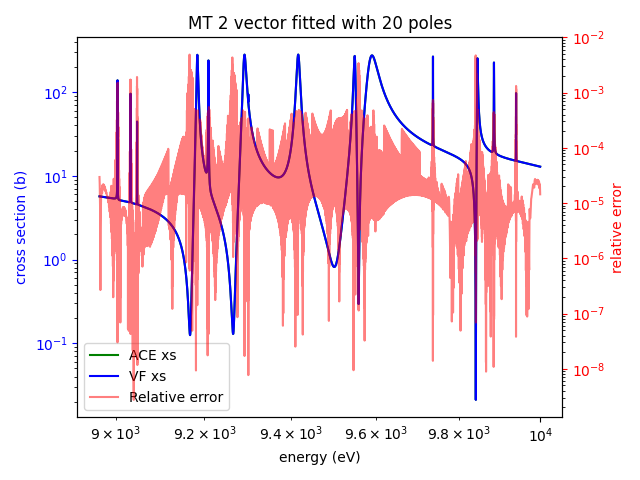 MT 2 vector fitted with 20 poles
10²
10¹
10⁰
10⁻¹
cross section (b)
10⁻²
10⁻³
10⁻⁴
10⁻⁵
10⁻⁶
10⁻⁷
10⁻⁸
relative error
ACE xs
VF xs
Relative error
9 × 10³ 9.2 × 10³ 9.4 × 10³ 9.6 × 10³ 9.8 × 10³ 10⁴
energy (eV)